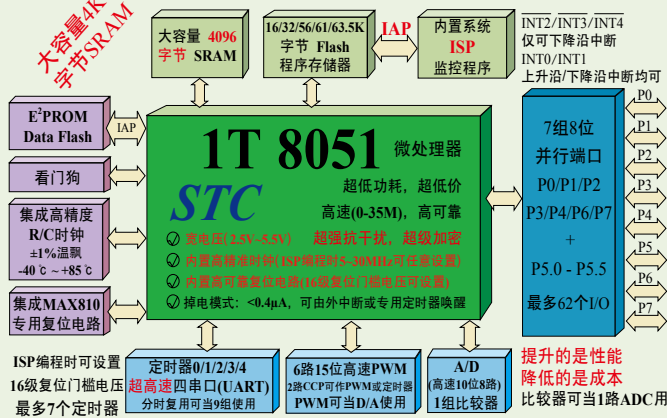 大容量4K
字节SRAM
大容量 4096
字节 SRAM
16/32/56/61/63.5K
字节 Flash
程序存储器
IAP
内置系统
ISP
监控程序
INT2/INT3/INT4
仅可下降沿中断
INT0/INT1
上升沿/下降沿中断均可
E²PROM
Data Flash
IAP
看门狗
集成高精度
R/C时钟
±1%温飘
-40℃~+85℃
集成MAX810
专用复位电路
1T 8051 微处理器
STC
超低功耗，超低价
高速(0-35M)，高可靠
宽电压(2.5V~5.5V) 超强抗干扰，超级加密
内置高精准时钟(ISP编程时5~30MHz可任意设置)
内置高可靠复位电路(16级复位门槛电压可设置)
掉电模式：<0.4μA，可由外中断或专用定时器唤醒
7组8位
并行端口
P0/P1/P2
P3/P4/P6/P7
+
P5.0 - P5.5
最多62个I/O
P0
P1
P2
P3
P4
P5
P6
P7
ISP编程时可设置
16级复位门槛电压
最多7个定时器
定时器0/1/2/3/4
超高速四串口(UART)
分时复用可当9组使用
6路15位高速PWM
2路CCP可作PWM或定时器
PWM可当D/A使用
A/D
(高速10位8路)
1组比较器
提升的是性能
降低的是成本
比较器可当1路ADC用